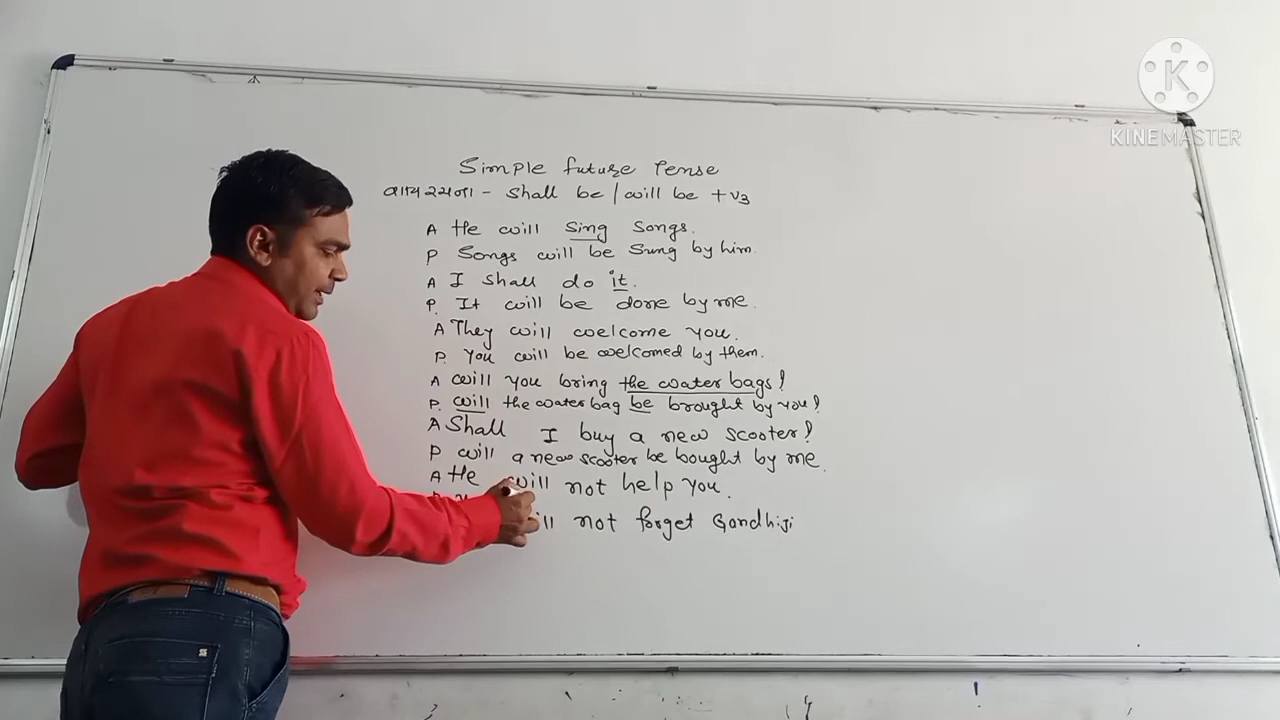 KINEMASTER
Simple future Tense
વાક્યરચના - Shall be / will be + V3
A He will sing Songs.
P Songs will be Sung by him.
A I Shall do it.
P. It will be done by me.
A They will welcome you.
P. You will be welcomed by them.
A will you bring the water bags?
P. will the water bag be brought by you?
A Shall I buy a new scooter?
P will a new scooter be bought by me.
A He will not help you.
will not forget Gandhiji